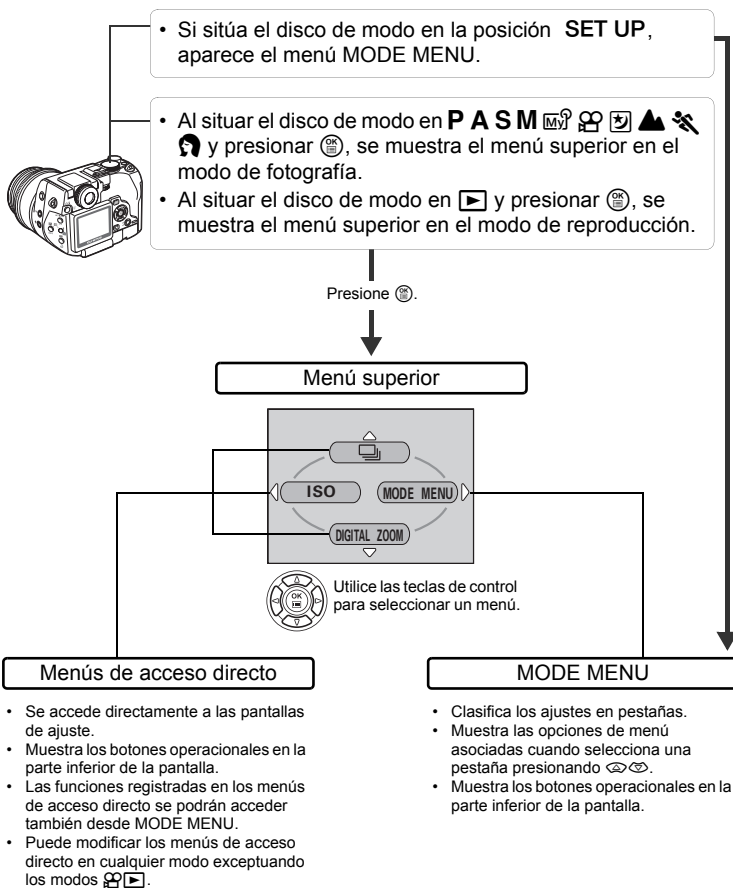 • Si sitúa el disco de modo en la posición SET UP,
aparece el menú MODE MENU.
• Al situar el disco de modo en P A S M My
y presionar OK, se muestra el menú superior en el
modo de fotografía.
• Al situar el disco de modo en y presionar OK, se
muestra el menú superior en el modo de reproducción.
Presione OK.
Menú superior
ISO
MODE MENU
DIGITAL ZOOM
OK
Utilice las teclas de control
para seleccionar un menú.
Menús de acceso directo
• Se accede directamente a las pantallas
de ajuste.
• Muestra los botones operacionales en la
parte inferior de la pantalla.
• Las funciones registradas en los menús
de acceso directo se podrán acceder
también desde MODE MENU.
• Puede modificar los menús de acceso
directo en cualquier modo exceptuando
los modos .
MODE MENU
• Clasifica los ajustes en pestañas.
• Muestra las opciones de menú
asociadas cuando selecciona una
pestaña presionando .
• Muestra los botones operacionales en la
parte inferior de la pantalla.